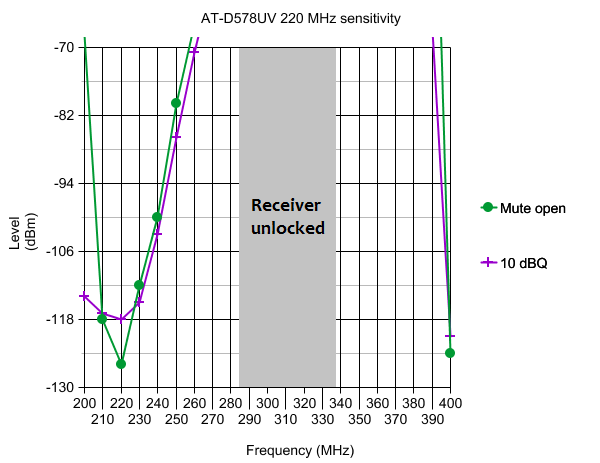 AT-D578UV 220 MHz sensitivity
-70
-82
-94
-106
-118
-130
Level
(dBm)
Receiver
unlocked
Mute open
10 dBQ
200 220 240 260 280 300 320 340 360 380 400
210 230 250 270 290 310 330 350 370 390
Frequency (MHz)